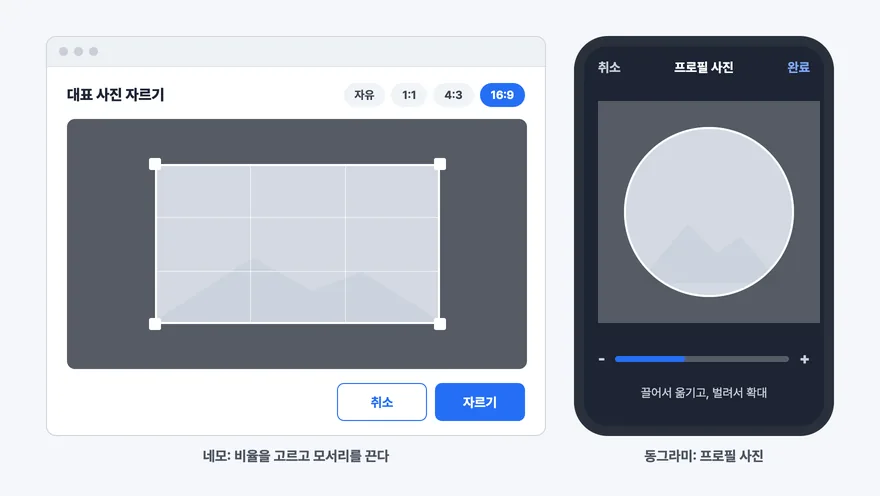 대표 사진 자르기
자유 1:1 4:3 16:9
취소 자르기
네모: 비율을 고르고 모서리를 끈다
취소 프로필 사진 완료
- +
끌어서 옮기고, 벌려서 확대
동그라미: 프로필 사진